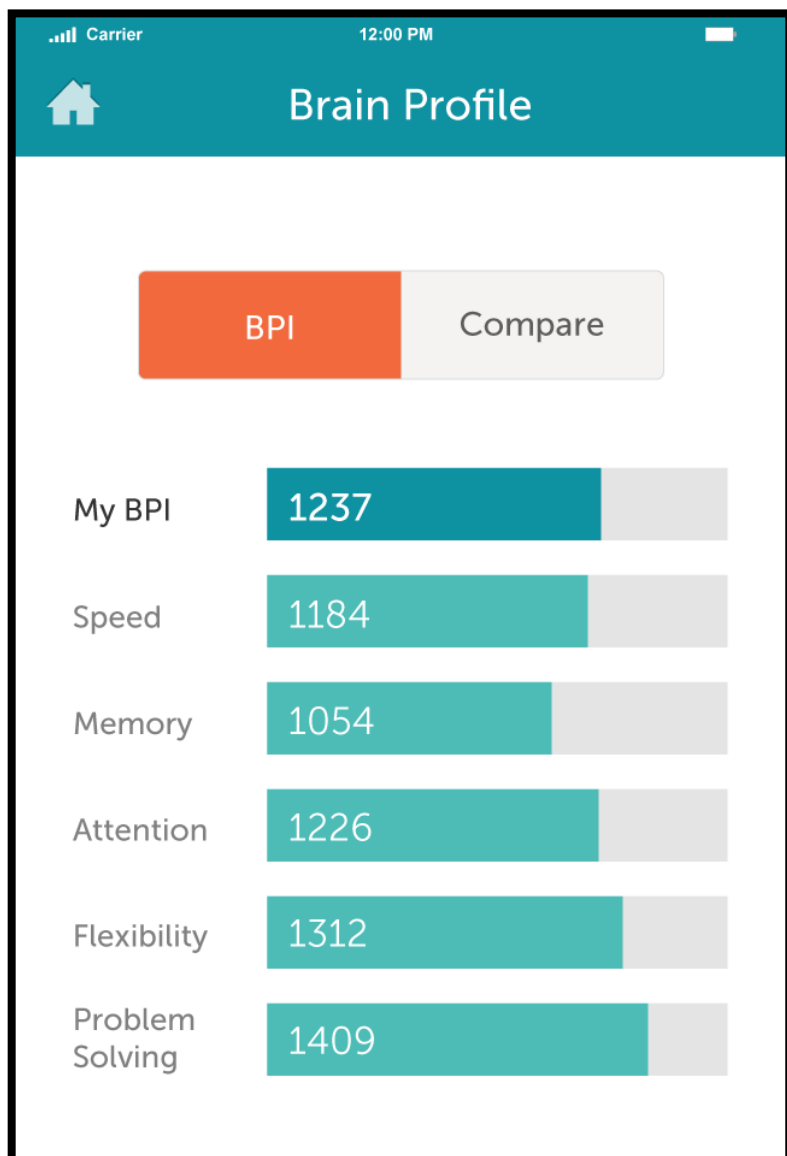 Carrier 12:00 PM
Brain Profile
BPI Compare
My BPI 1237
Speed 1184
Memory 1054
Attention 1226
Flexibility 1312
Problem
Solving 1409